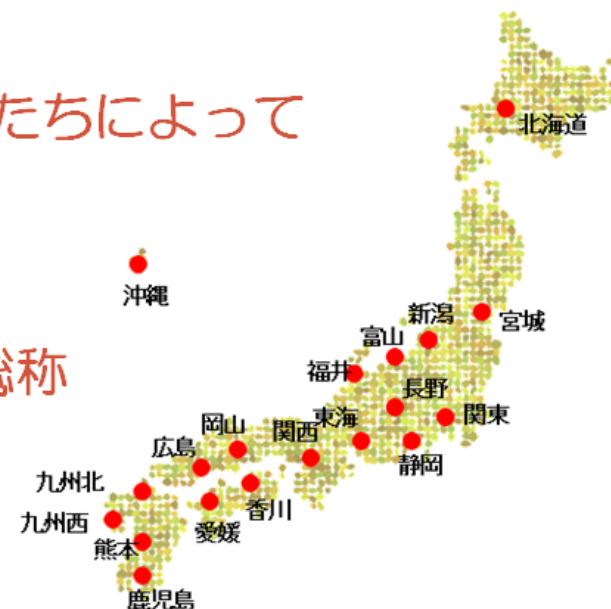 たちによって
北海道
沖縄
新潟
宮城
富山
福井
長野
岡山
関西
東海
関東
広島
静岡
九州北
香川
九州西
愛媛
熊本
鹿児島
総称